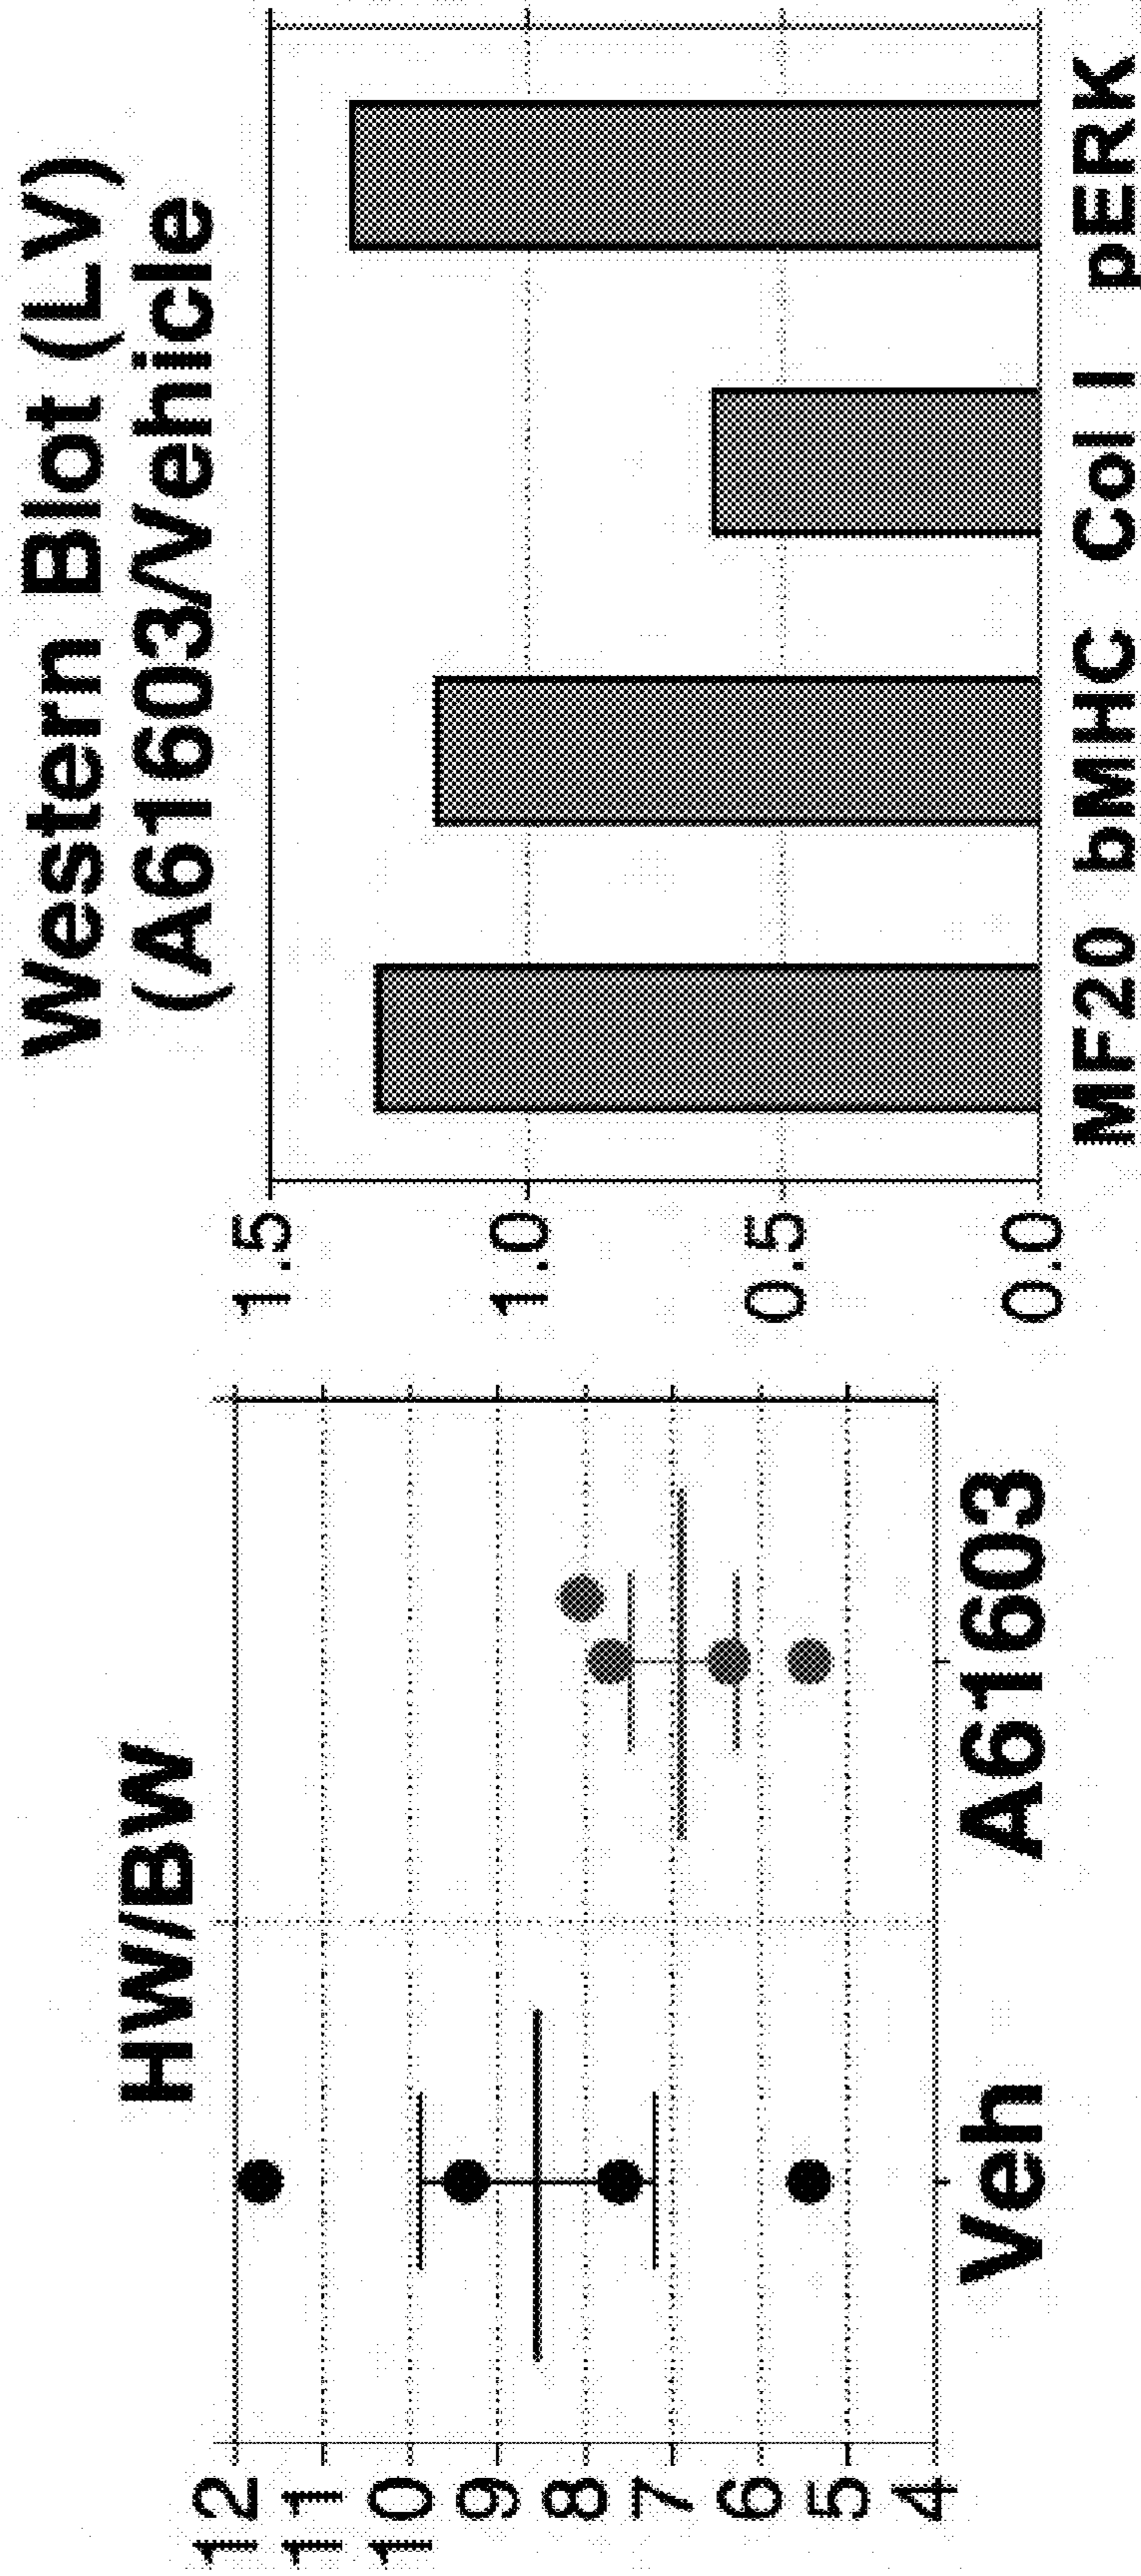 HW/BW
12
11
10
9
8
7
6
5
4
Veh A61603
Western Blot (LV)
(A61603/Vehicle
1.5
1.0
0.5
0.0
MF20 bMHC Col I pERK